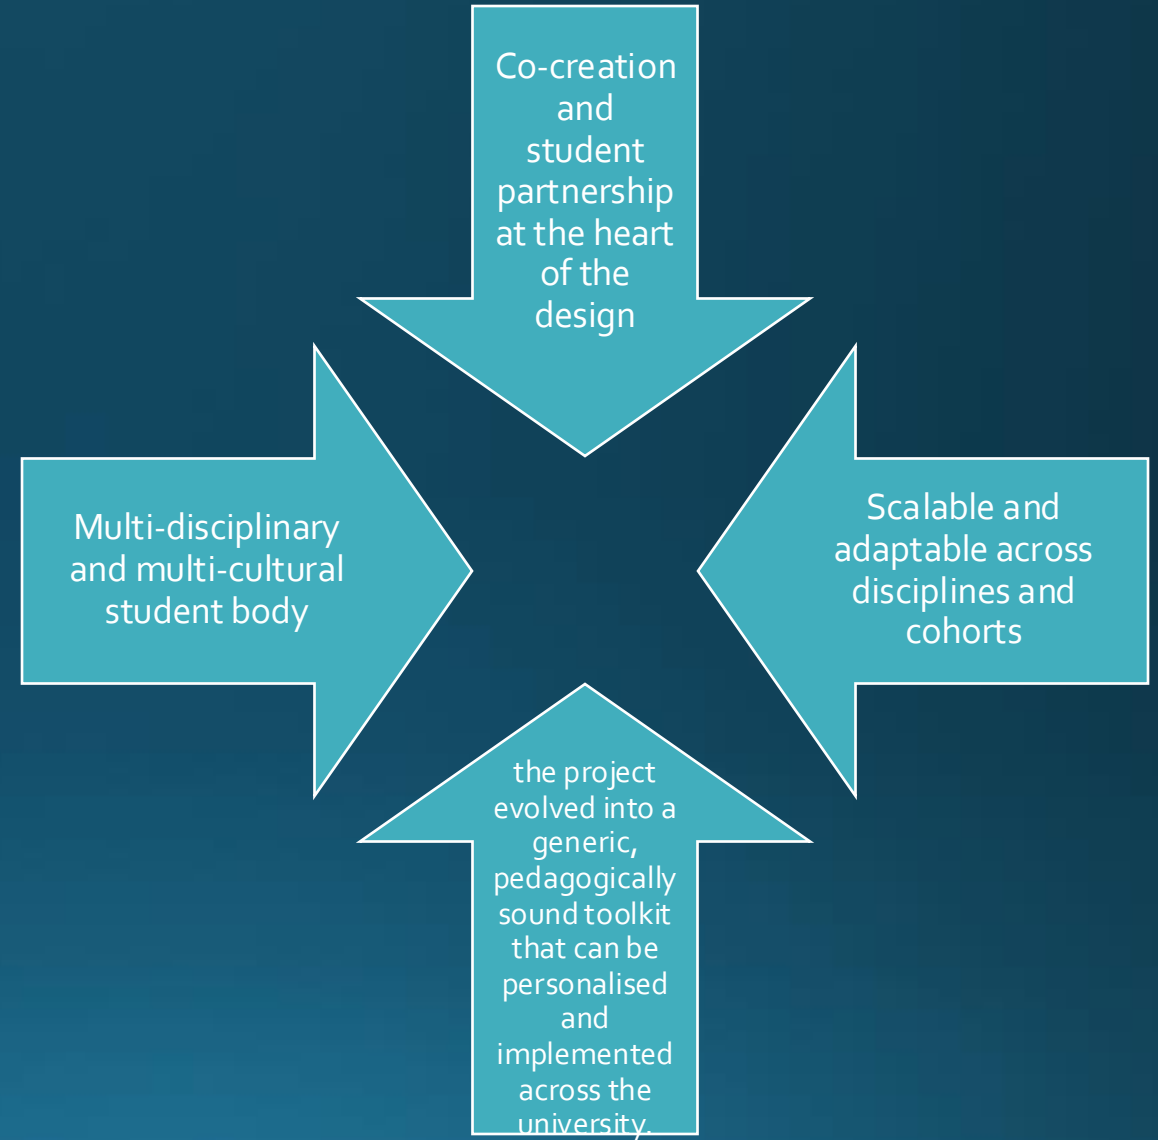 Co-creation
and
student
partnership
at the heart
of the
design
Multi-disciplinary
and multi-cultural
student body
Scalable and
adaptable across
disciplines and
cohorts
the project
evolved into a
generic,
pedagogically
sound toolkit
that can be
personalised
and
implemented
across the
university.